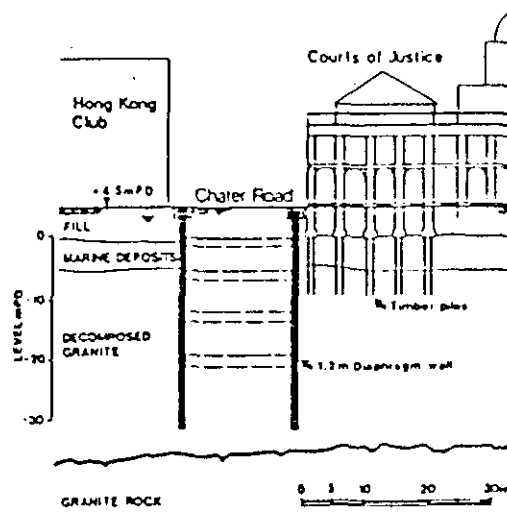 Courts of Justice
Hong Kong
Club
+4.5mPD
Chater Road
FILL
0
MARINE DEPOSITS
-10
Timber piles
DECOMPOSED
GRANITE
LEVEL mPD
-20
1.2m Diaphragm wall
-30
GRANITE ROCK
0 5 10 20 30m